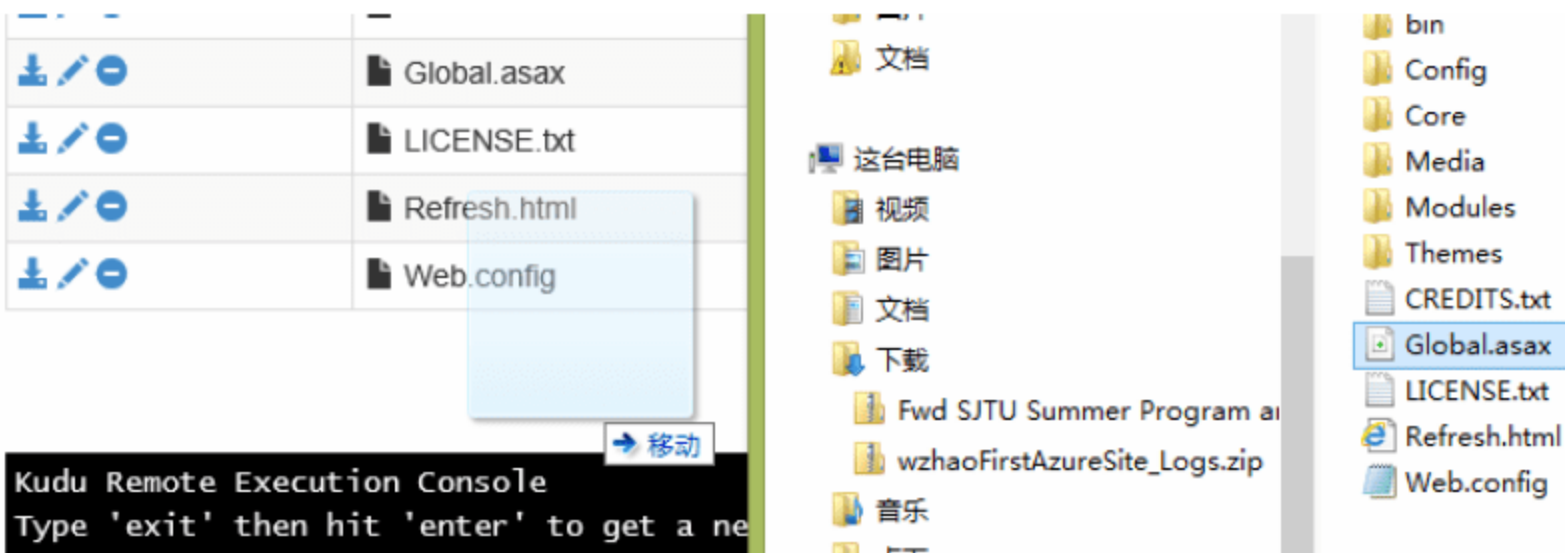 Global.asax
LICENSE.txt
Refresh.html
Web.config
移动
Kudu Remote Execution Console
Type 'exit' then hit 'enter' to get a ne
文档
这台电脑
视频
图片
文档
下载
Fwd SJTU Summer Program
wzhaoFirstAzureSite_Logs.zip
音乐
bin
Config
Core
Media
Modules
Themes
CREDITS.txt
Global.asax
LICENSE.txt
Refresh.html
Web.config